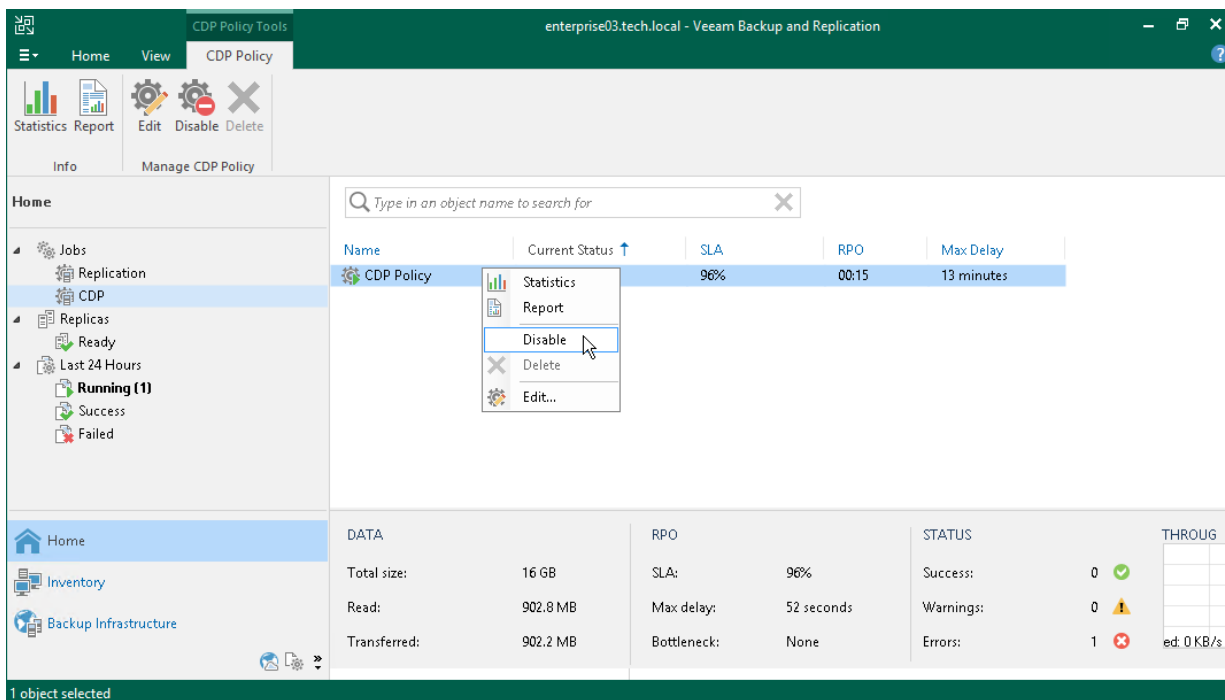 CDP Policy Tools
enterprise03.tech.local - Veeam Backup and Replication
Home View CDP Policy
?
Statistics Report Edit Disable Delete
Info Manage CDP Policy
Home
Type in an object name to search for
Jobs
Replication
CDP
Replicas
Ready
Last 24 Hours
Running (1)
Success
Failed
Name Current Status SLA RPO Max Delay
CDP Policy 96% 00:15 13 minutes
Statistics
Report
Disable
Delete
Edit...
Home
Inventory
Backup Infrastructure
DATA RPO STATUS THROUG
Total size: 16 GB SLA: 96% Success: 0
Read: 902.8 MB Max delay: 52 seconds Warnings: 0
Transferred: 902.2 MB Bottleneck: None Errors: 1 ed: 0 KB/s
1 object selected